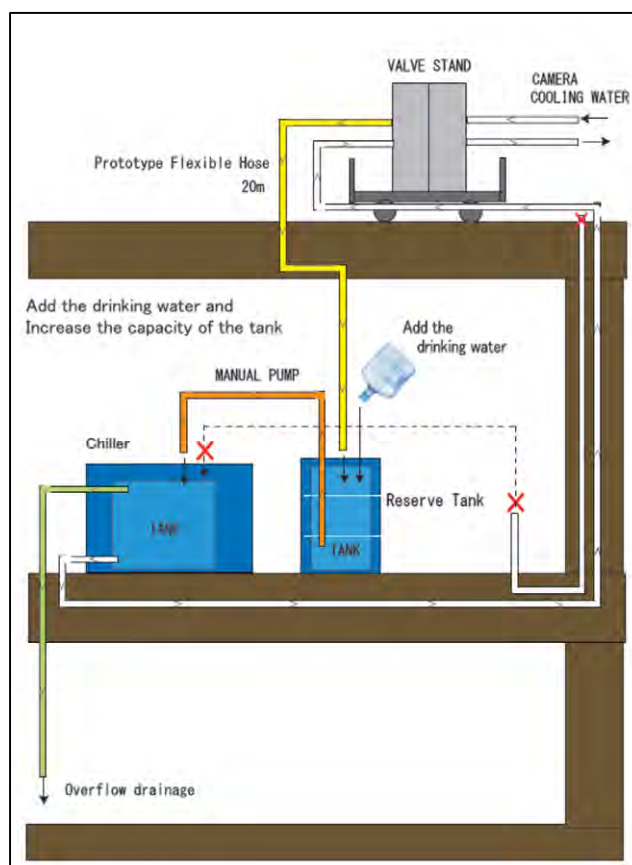 VALVE STAND
CAMERA
COOLING WATER
Prototype Flexible Hose
20m
Add the drinking water and
Increase the capacity of the tank
Add the
drinking water
MANUAL PUMP
Chiller
Reserve Tank
TANK
TANK
Overflow drainage